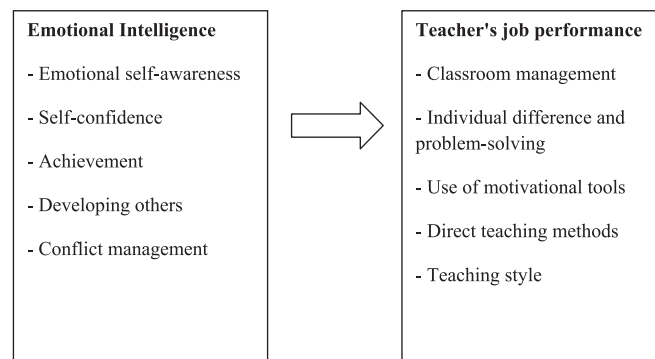 Emotional Intelligence
- Emotional self-awareness
- Self-confidence
- Achievement
- Developing others
- Conflict management
Teacher's job performance
- Classroom management
- Individual difference and
problem-solving
- Use of motivational tools
- Direct teaching methods
- Teaching style